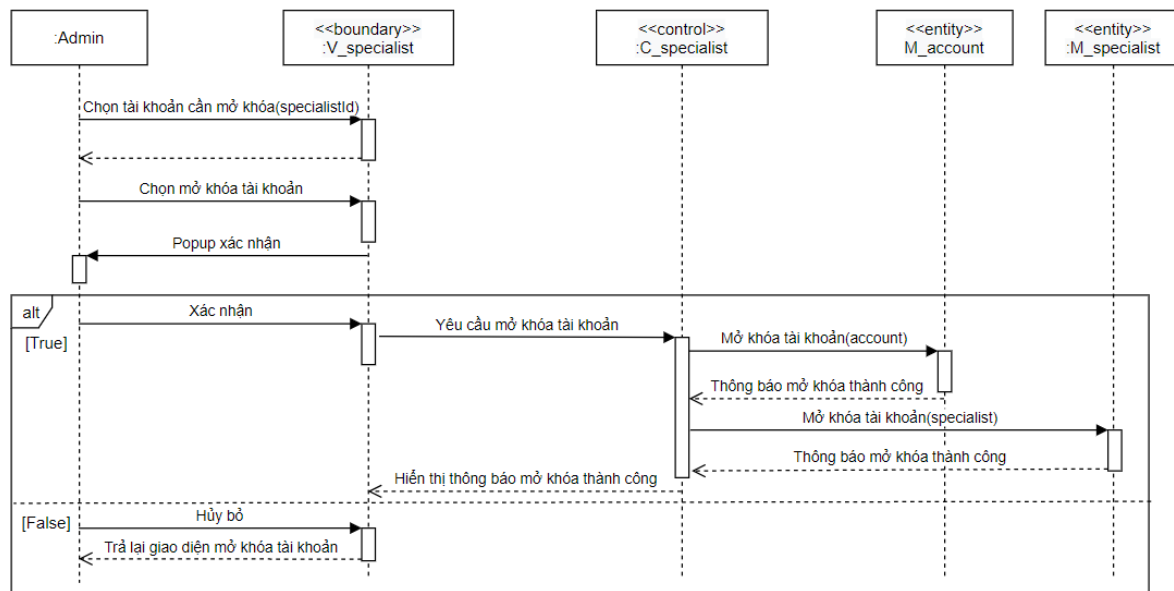 :Admin
<<boundary>>
:V_specialist
<<control>>
:C_specialist
<<entity>>
M_account
<<entity>>
:M_specialist
Chọn tài khoản cần mở khóa(specialistId)
Chọn mở khóa tài khoản
Popup xác nhận
alt
Xác nhận
[True]
Yêu cầu mở khóa tài khoản
Mở khóa tài khoản(account)
Thông báo mở khóa thành công
Mở khóa tài khoản(specialist)
Thông báo mở khóa thành công
Hiển thị thông báo mở khóa thành công
[False]
Hủy bỏ
Trả lại giao diện mở khóa tài khoản